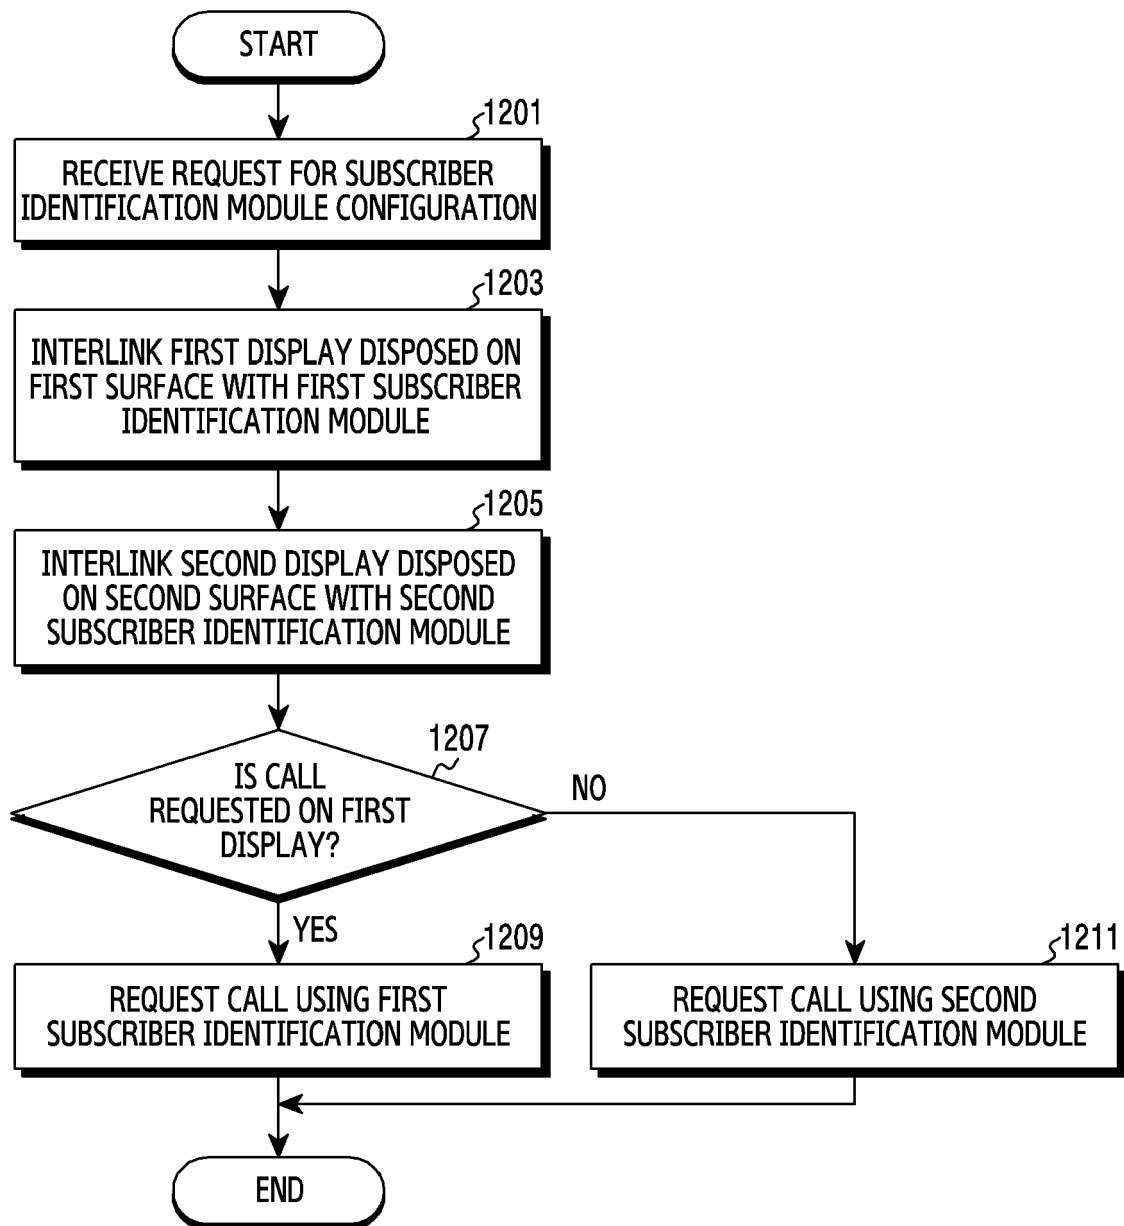 START
1201
RECEIVE REQUEST FOR SUBSCRIBER
IDENTIFICATION MODULE CONFIGURATION
1203
INTERLINK FIRST DISPLAY DISPOSED ON
FIRST SURFACE WITH FIRST SUBSCRIBER
IDENTIFICATION MODULE
1205
INTERLINK SECOND DISPLAY DISPOSED
ON SECOND SURFACE WITH SECOND
SUBSCRIBER IDENTIFICATION MODULE
1207
IS CALL
REQUESTED ON FIRST
DISPLAY?
NO
YES
1209
REQUEST CALL USING FIRST
SUBSCRIBER IDENTIFICATION MODULE
1211
REQUEST CALL USING SECOND
SUBSCRIBER IDENTIFICATION MODULE
END